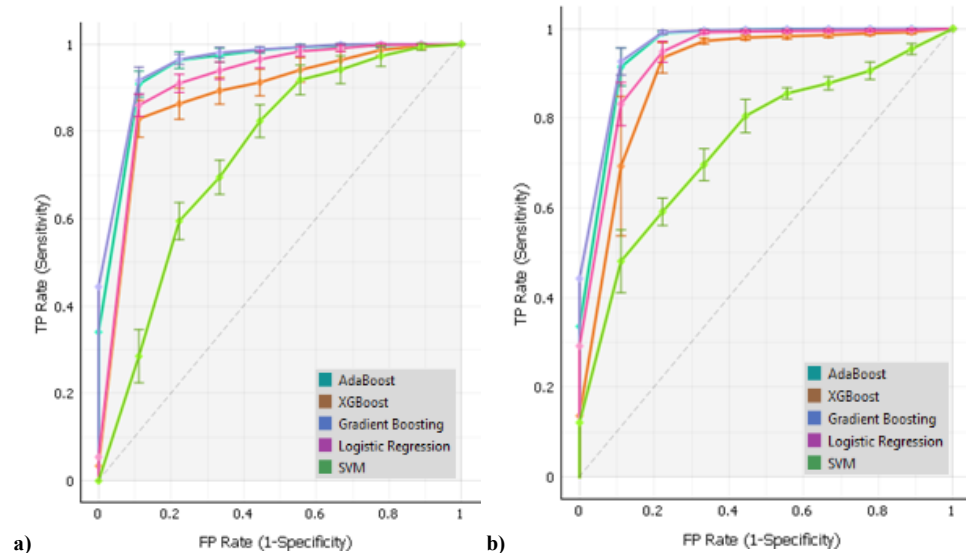 1
0.8
0.6
0.4
0.2
0
TP Rate (Sensitivity)
AdaBoost
XGBoost
Gradient Boosting
Logistic Regression
SVM
0 0.2 0.4 0.6 0.8 1
FP Rate (1-Specificity)
a)
1
0.8
0.6
0.4
0.2
0
TP Rate (Sensitivity)
AdaBoost
XGBoost
Gradient Boosting
Logistic Regression
SVM
0 0.2 0.4 0.6 0.8 1
FP Rate (1-Specificity)
b)